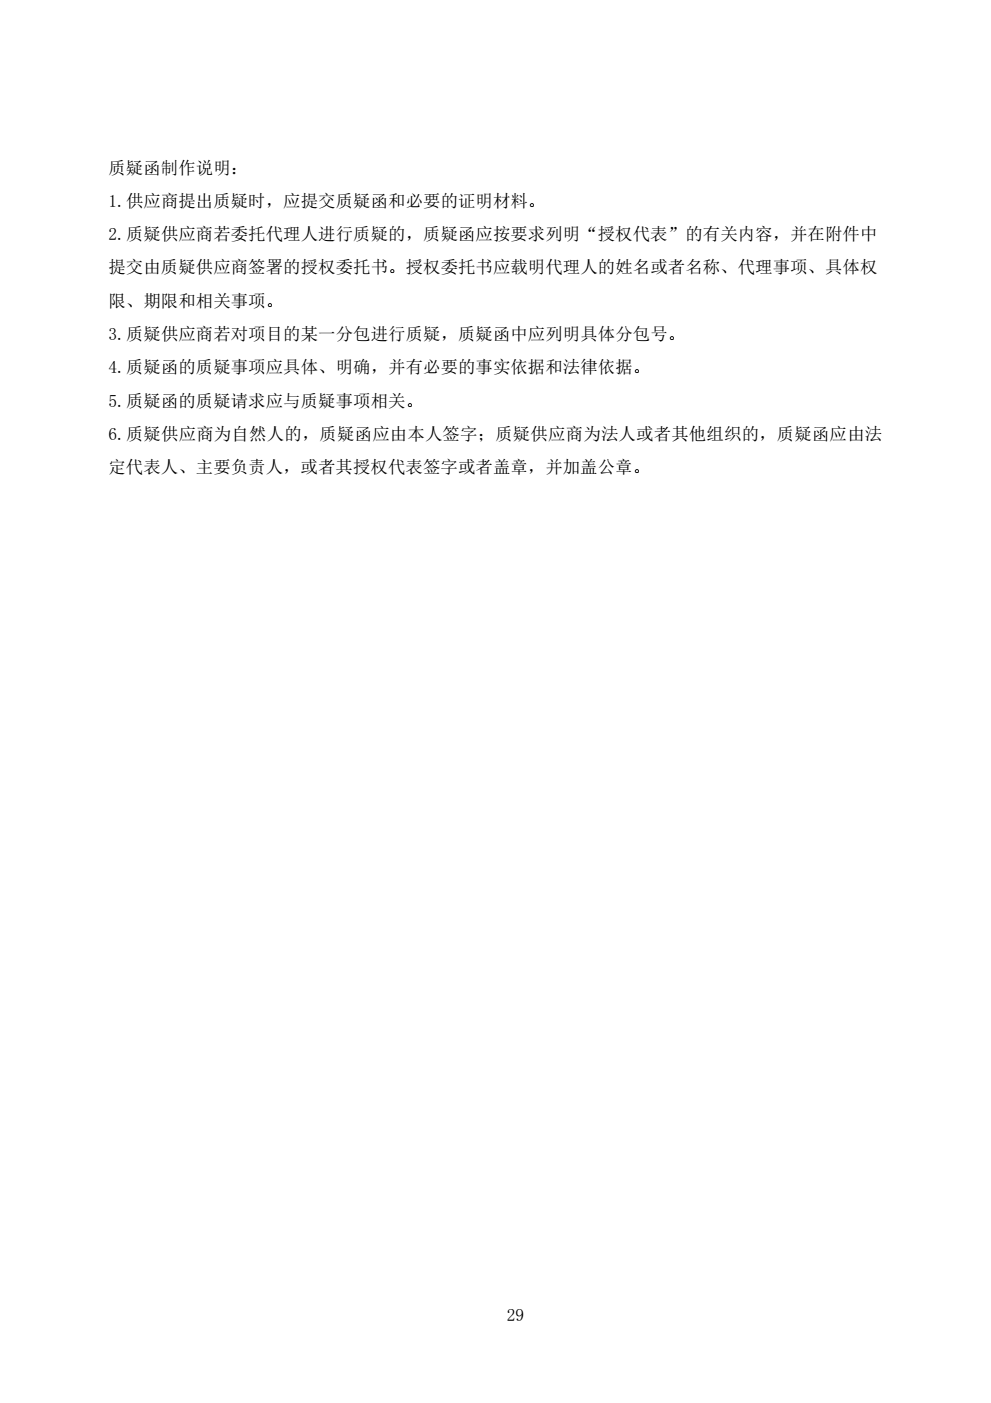 质疑函制作说明：
1.供应商提出质疑时，应提交质疑函和必要的证明材料。
2.质疑供应商若委托代理人进行质疑的，质疑函应按要求列明“授权代表”的有关内容，并在附件中
提交由质疑供应商签署的授权委托书。授权委托书应载明代理人的姓名或者名称、代理事项、具体权
限、期限和相关事项。
3.质疑供应商若对项目的某一分包进行质疑，质疑函中应列明具体分包号。
4.质疑函的质疑事项应具体、明确，并有必要的事实依据和法律依据。
5.质疑函的质疑请求应与质疑事项相关。
6.质疑供应商为自然人的，质疑函应由本人签字；质疑供应商为法人或者其他组织的，质疑函应由法
定代表人、主要负责人，或者其授权代表签字或者盖章，并加盖公章。
29